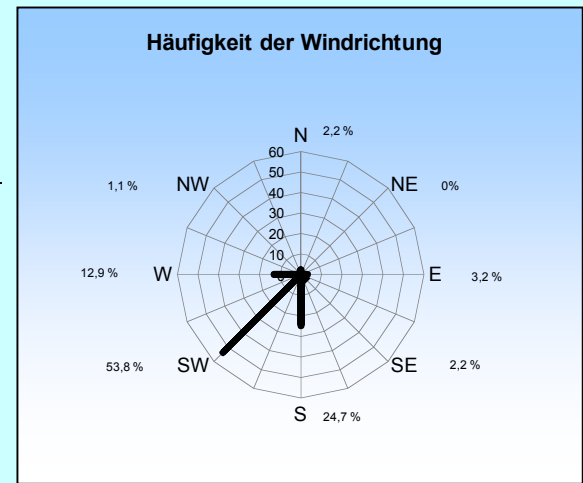 Häufigkeit der Windrichtung
N 2,2 %
60
50
40
30
20
10
0
NW 1,1 %
NE 0%
W 12,9 %
E 3,2 %
SW 53,8 %
SE 2,2 %
S 24,7 %